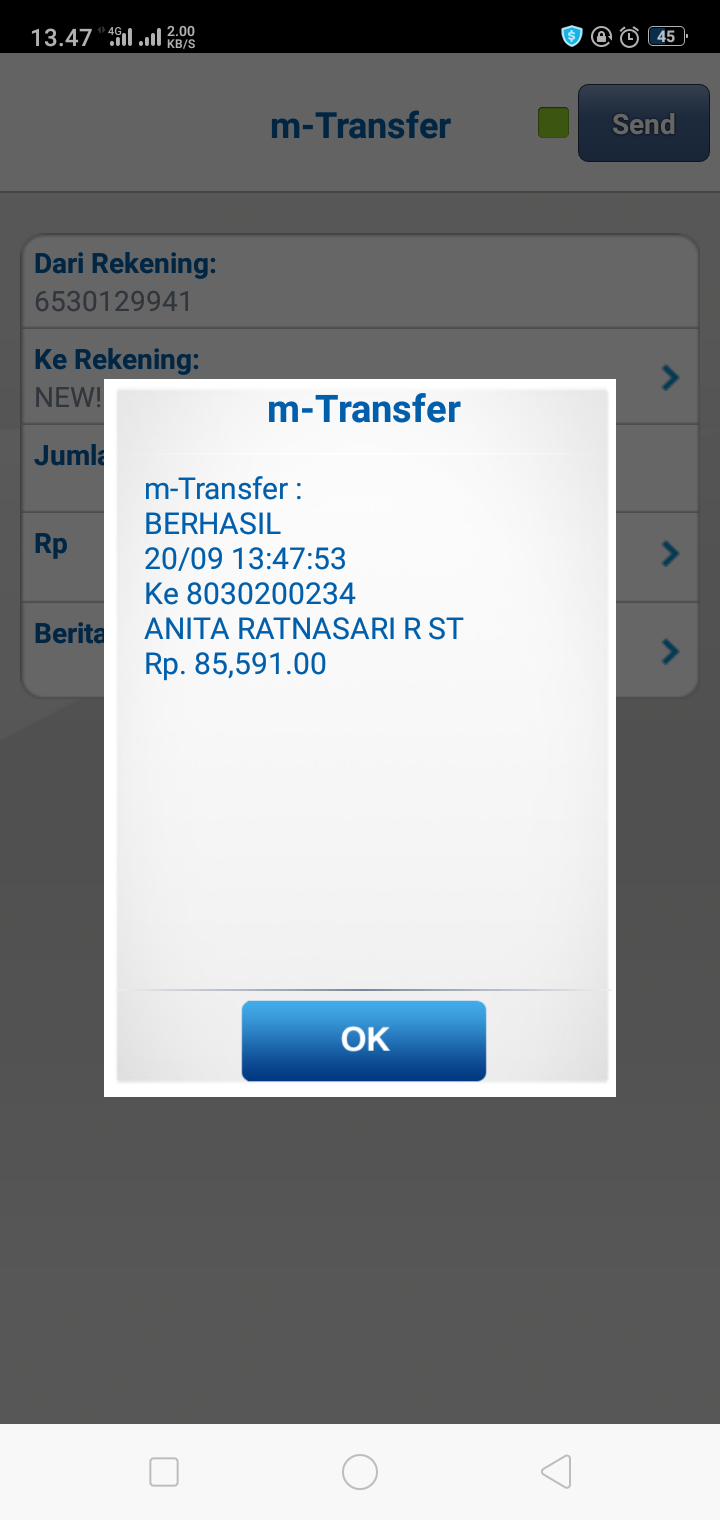 13.47 4G 2.00 KB/S 45
m-Transfer
Send
Dari Rekening:
6530129941
Ke Rekening:
NEW!
Jumla
Rp
Berita
m-Transfer
m-Transfer :
BERHASIL
20/09 13:47:53
Ke 8030200234
ANITA RATNASARI R ST
Rp. 85,591.00
OK